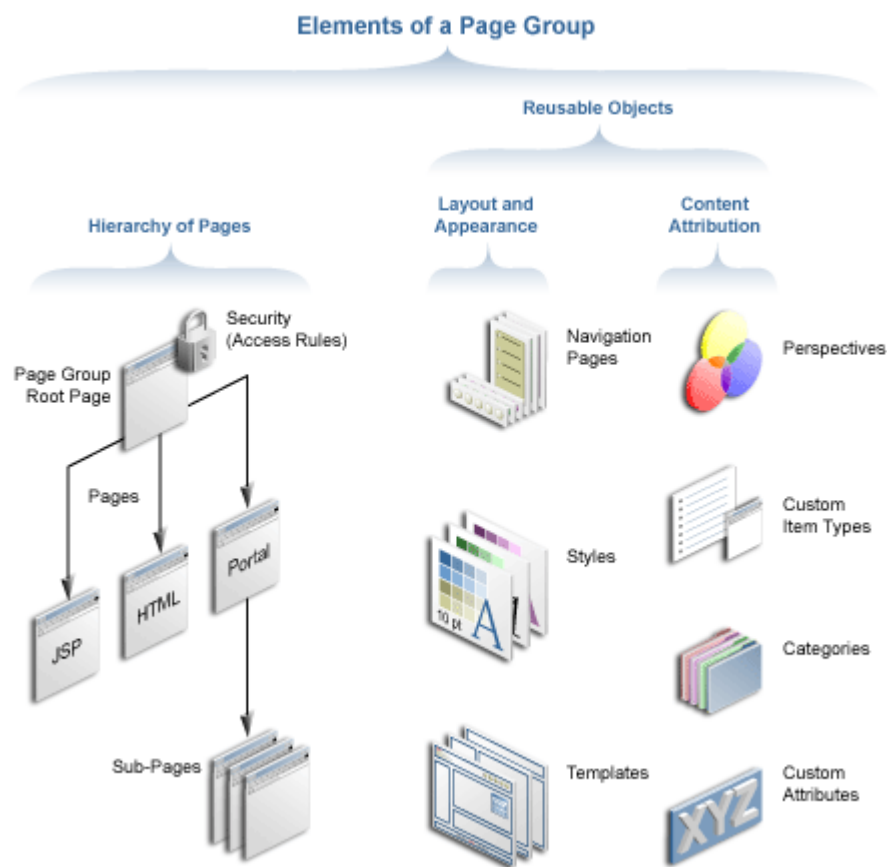 Elements of a Page Group
Reusable Objects
Hierarchy of Pages
Layout and
Appearance
Content
Attribution
Security
(Access Rules)
Page Group
Root Page
Pages
JSP
HTML
Portal
Sub-Pages
Navigation
Pages
Styles
10 pt
A
Templates
Perspectives
Custom
Item Types
Categories
XYZ
Custom
Attributes